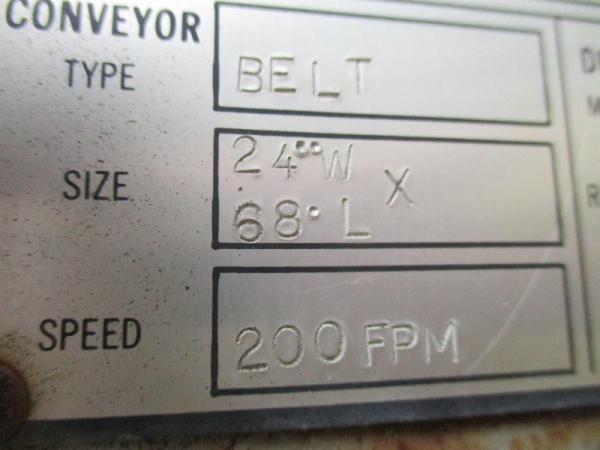 CONVEYOR
TYPE BELT
SIZE 24"W X
68' L
SPEED 200 FPM